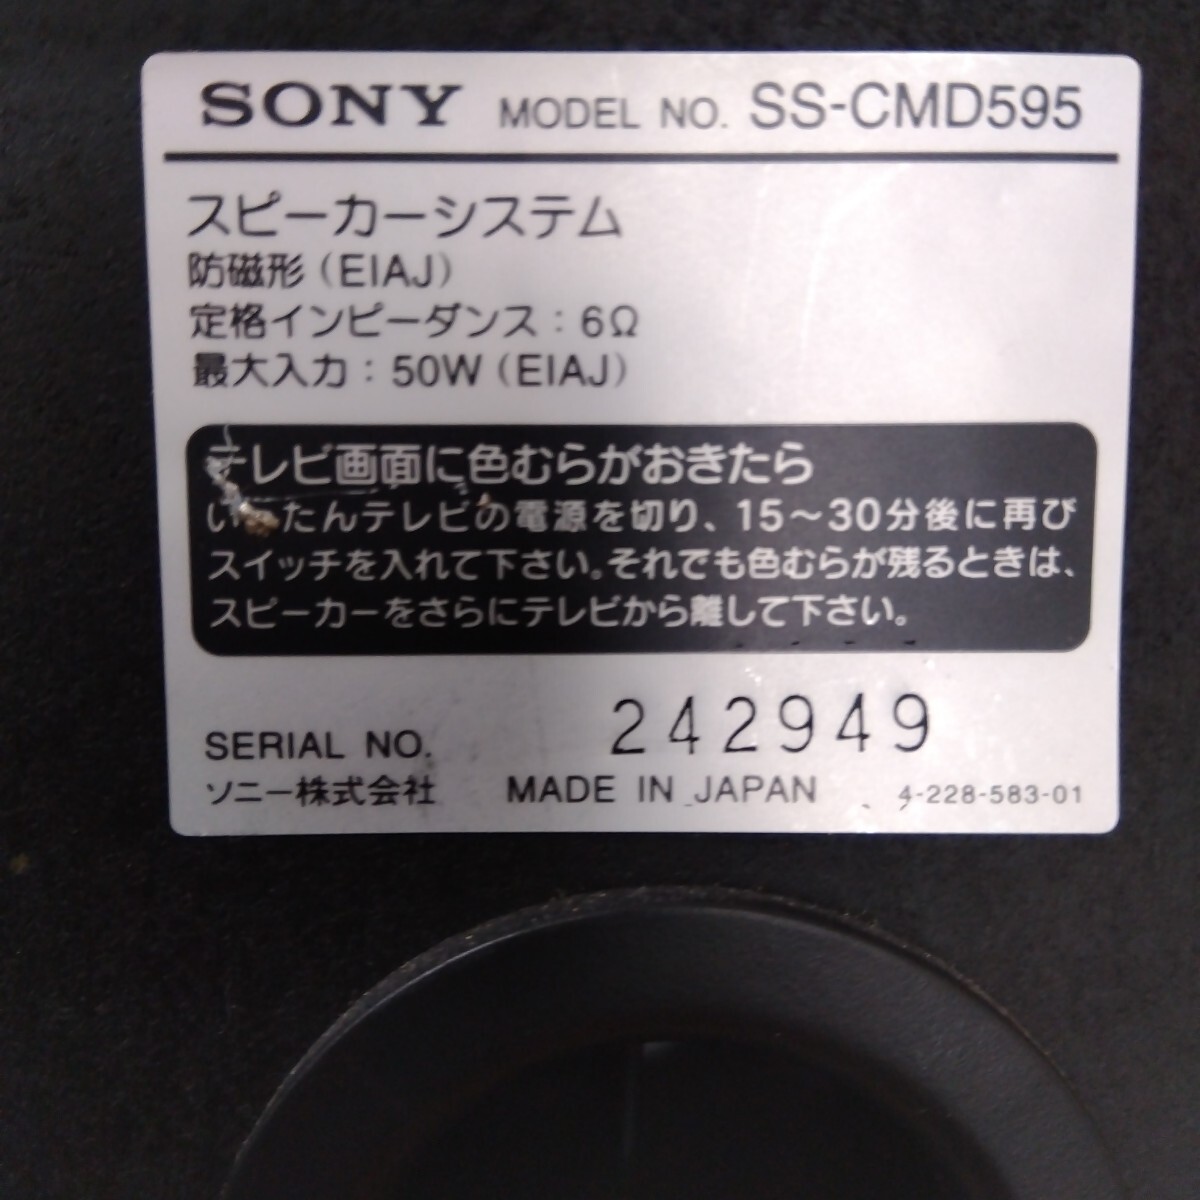 SONY MODEL NO. SS-CMD595
スピーカーシステム
防磁形(EIAJ)
定格インピーダンス:6Ω
最大入力:50W(EIAJ)
テレビ画面に色むらがおきたら
いったんテレビの電源を切り、15〜30分後に再び
スイッチを入れて下さい。それでも色むらが残るときは、
スピーカーをさらにテレビから離して下さい。
SERIAL NO. 242949
ソニー株式会社 MADE IN JAPAN 4-228-583-01